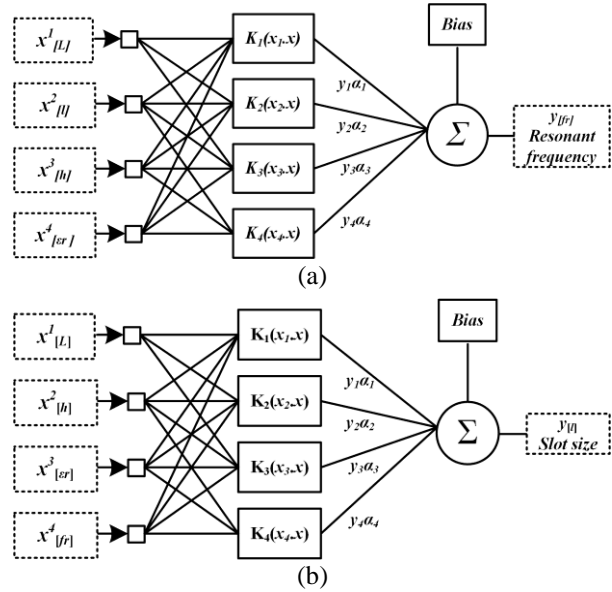 x¹[L]
K₁(x₁.x)
Bias
y₁α₁
x²[l]
K₂(x₂.x)
y₂α₂
Σ
y[fr]
Resonant
frequency
x³[h]
K₃(x₃.x)
y₃α₃
x⁴[εr]
K₄(x₄.x)
y₄α₄
(a)
x¹[L]
K₁(x₁.x)
Bias
y₁α₁
x²[h]
K₂(x₂.x)
y₂α₂
Σ
y[l]
Slot size
x³[εr]
K₃(x₃.x)
y₃α₃
x⁴[fr]
K₄(x₄.x)
y₄α₄
(b)